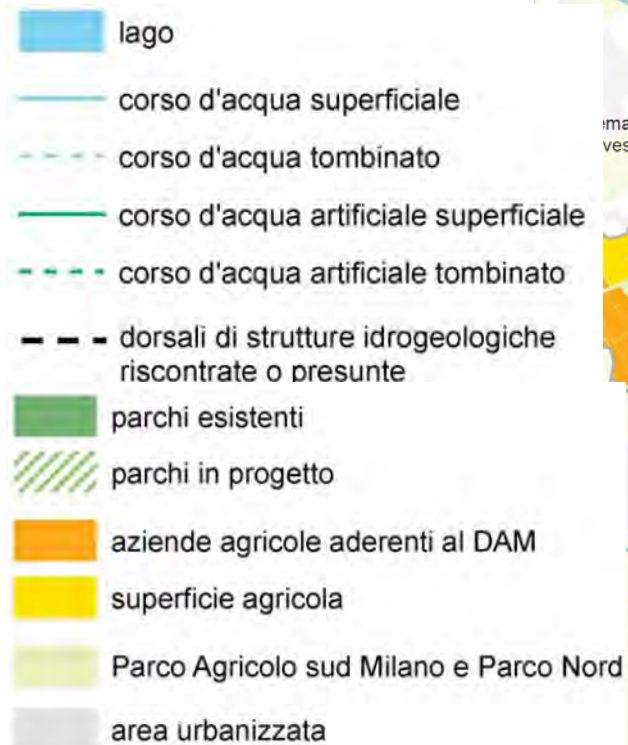 lago
corso d'acqua superficiale
corso d'acqua tombinato
corso d'acqua artificiale superficiale
corso d'acqua artificiale tombinato
dorsali di strutture idrogeologiche
riscontrate o presunte
parchi esistenti
parchi in progetto
aziende agricole aderenti al DAM
superficie agricola
Parco Agricolo sud Milano e Parco Nord
area urbanizzata